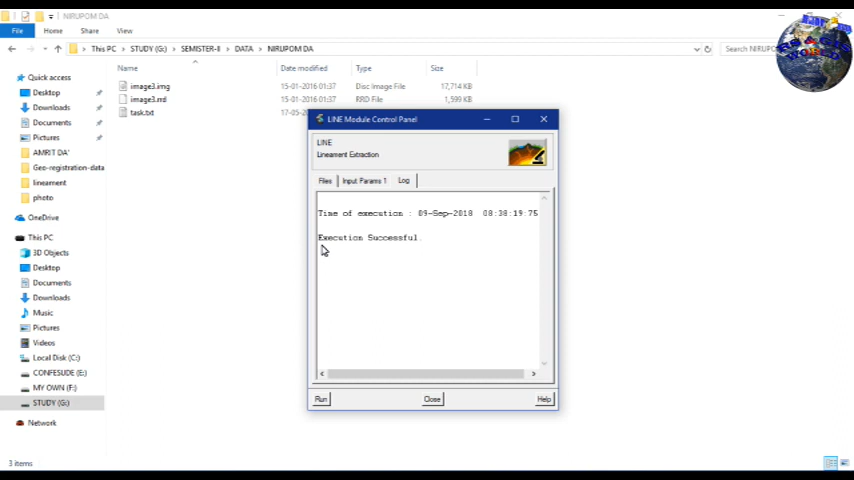 NIRUPOM DA
File
Home
Share
View
This PC
STUDY (G:)
SEMISTER-II
DATA
NIRUPOM DA
Search NIRUPO
RS & GIS
WORLD
Name
Date modified
Type
Size
Quick access
Desktop
Downloads
Documents
Pictures
AMRIT DA'
Geo-registration-data
lineament
photo
OneDrive
This PC
3D Objects
Desktop
Documents
Downloads
Music
Pictures
Videos
Local Disk (C:)
CONFESUDE (E:)
MY OWN (F:)
STUDY (G:)
Network
image3.img 15-01-2016 01:37 Disc Image File 17,714 KB
image3.rrd 15-01-2016 01:37 RRD File 1,599 KB
task.txt 17-05-
LINE Module Control Panel
LINE
Lineament Extraction
Files
Input Params 1
Log
Time of execution : 09-Sep-2018 08:38:19:75
Execution Successful.
Run
Close
Help
3 items